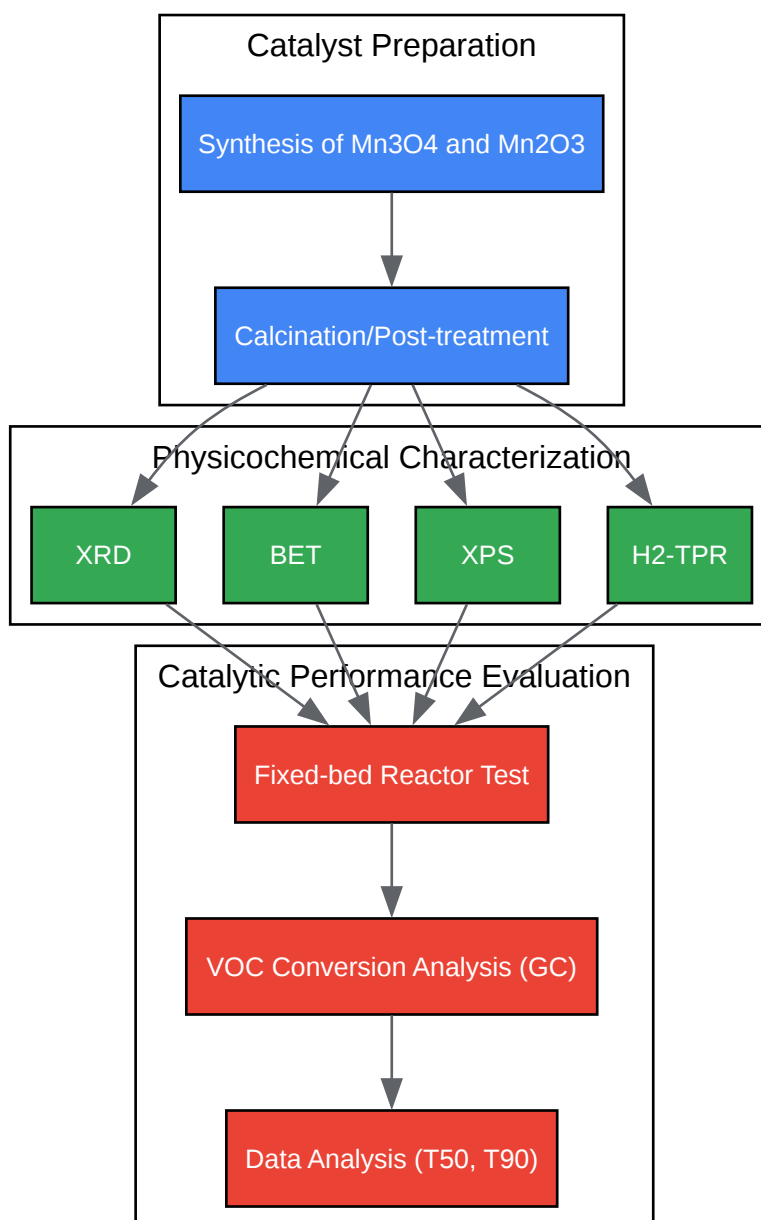 Catalyst Preparation
Synthesis of Mn3O4 and Mn2O3
Calcination/Post-treatment
Physicochemical Characterization
XRD
BET
XPS
H2-TPR
Catalytic Performance Evaluation
Fixed-bed Reactor Test
VOC Conversion Analysis (GC)
Data Analysis (T50, T90)